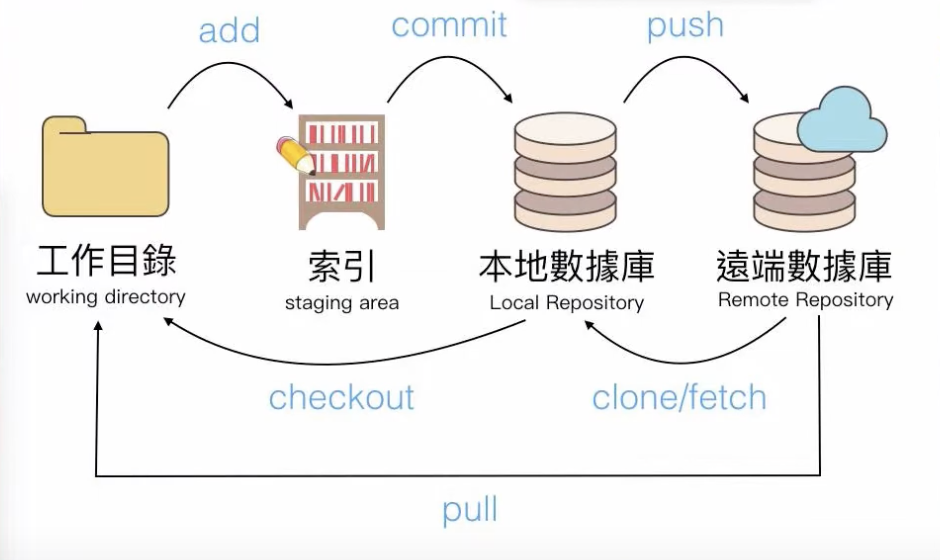 add
commit
push
工作目錄
working directory
索引
staging area
本地數據庫
Local Repository
遠端數據庫
Remote Repository
checkout
clone/fetch
pull